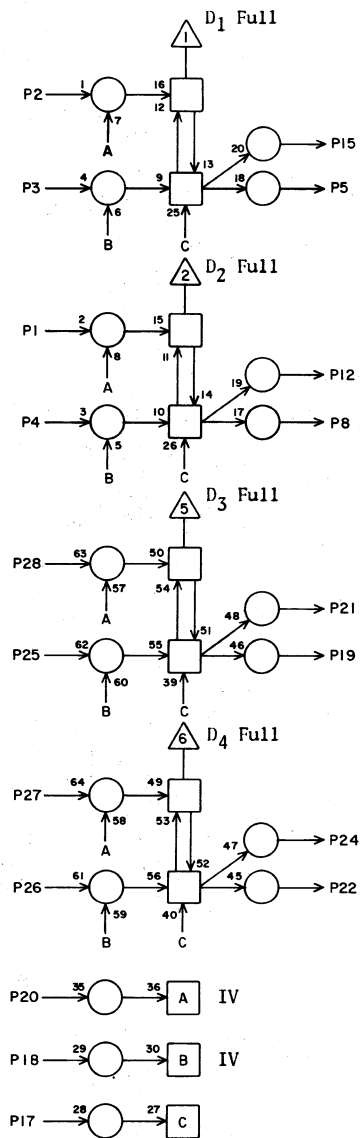 1 D1 Full
P2 1 16
7 12
A
13 20 P15
P3 4 9 18 P5
6 25
B C
2 D2 Full
P1 2 15
8 11
A
14 19 P12
P4 3 10 17 P8
5 26
B C
5 D3 Full
P28 63 50
57 54
A
51 48 P21
P25 62 55 46 P19
60 39
B C
6 D4 Full
P27 64 49
58 53
A
52 47 P24
P26 61 56 45 P22
59 40
B C
P20 35 36 A IV
P18 29 30 B IV
P17 28 27 C